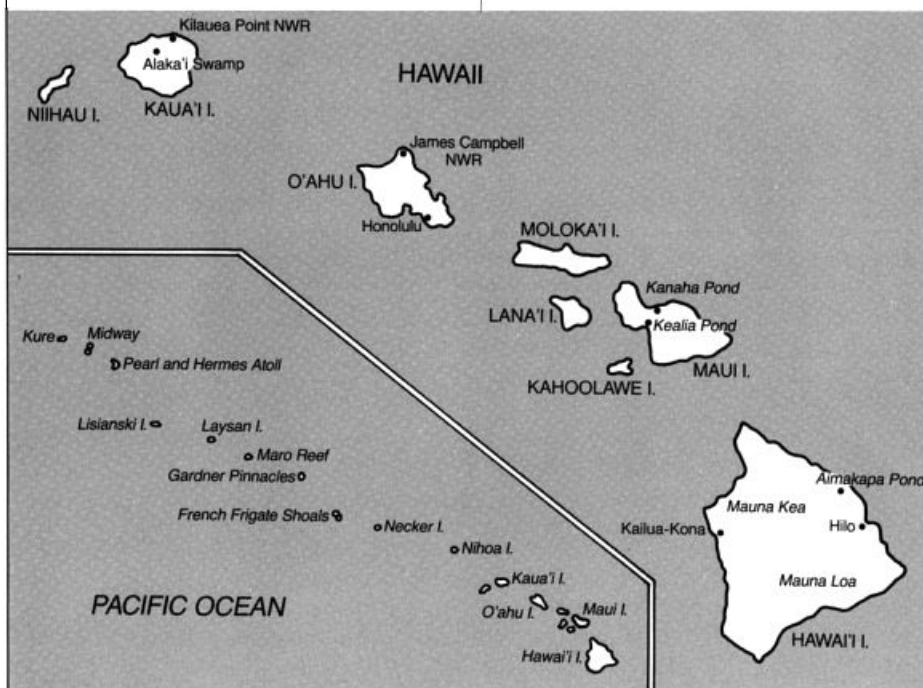 Kilauea Point NWR
Alaka'i Swamp
NIIHAU I.
KAUA'I I.
HAWAII
James Campbell
NWR
O'AHU I.
Honolulu
MOLOKA'I I.
Kanaha Pond
LANA'I I.
Kealia Pond
KAHOOLAWE I.
MAUI I.
Kure
Midway
Pearl and Hermes Atoll
Lisianski I.
Laysan I.
Maro Reef
Gardner Pinnacles
French Frigate Shoals
Necker I.
Nihoa I.
Kaua'i I.
O'ahu I.
Maui I.
Hawai'i I.
PACIFIC OCEAN
Aimakapa Pond
Mauna Kea
Kailua-Kona
Hilo
Mauna Loa
HAWAI'I I.